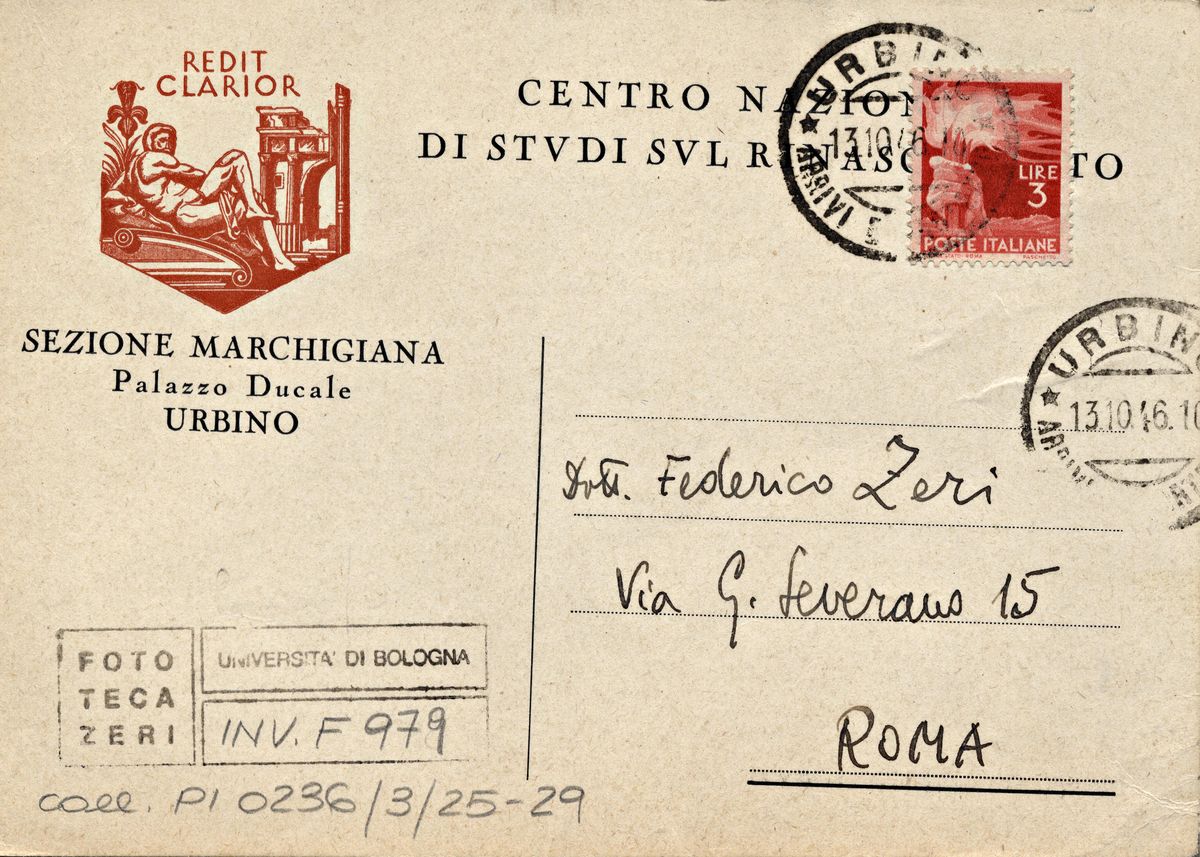 REDIT
CLARIOR
CENTRO NAZION
DI STVDI SVL RINASC TO
URBINO
13.10.46.10
LIRE
3
POSTE ITALIANE
SEZIONE MARCHIGIANA
Palazzo Ducale
URBINO
URBINO
13.10.46.10
Dott. Federico Zeri
Via G. Severano 15
ROMA
FOTO
TECA
ZERI
UNIVERSITA' DI BOLOGNA
INV. F 979
coll. PI 0236/3/25-29